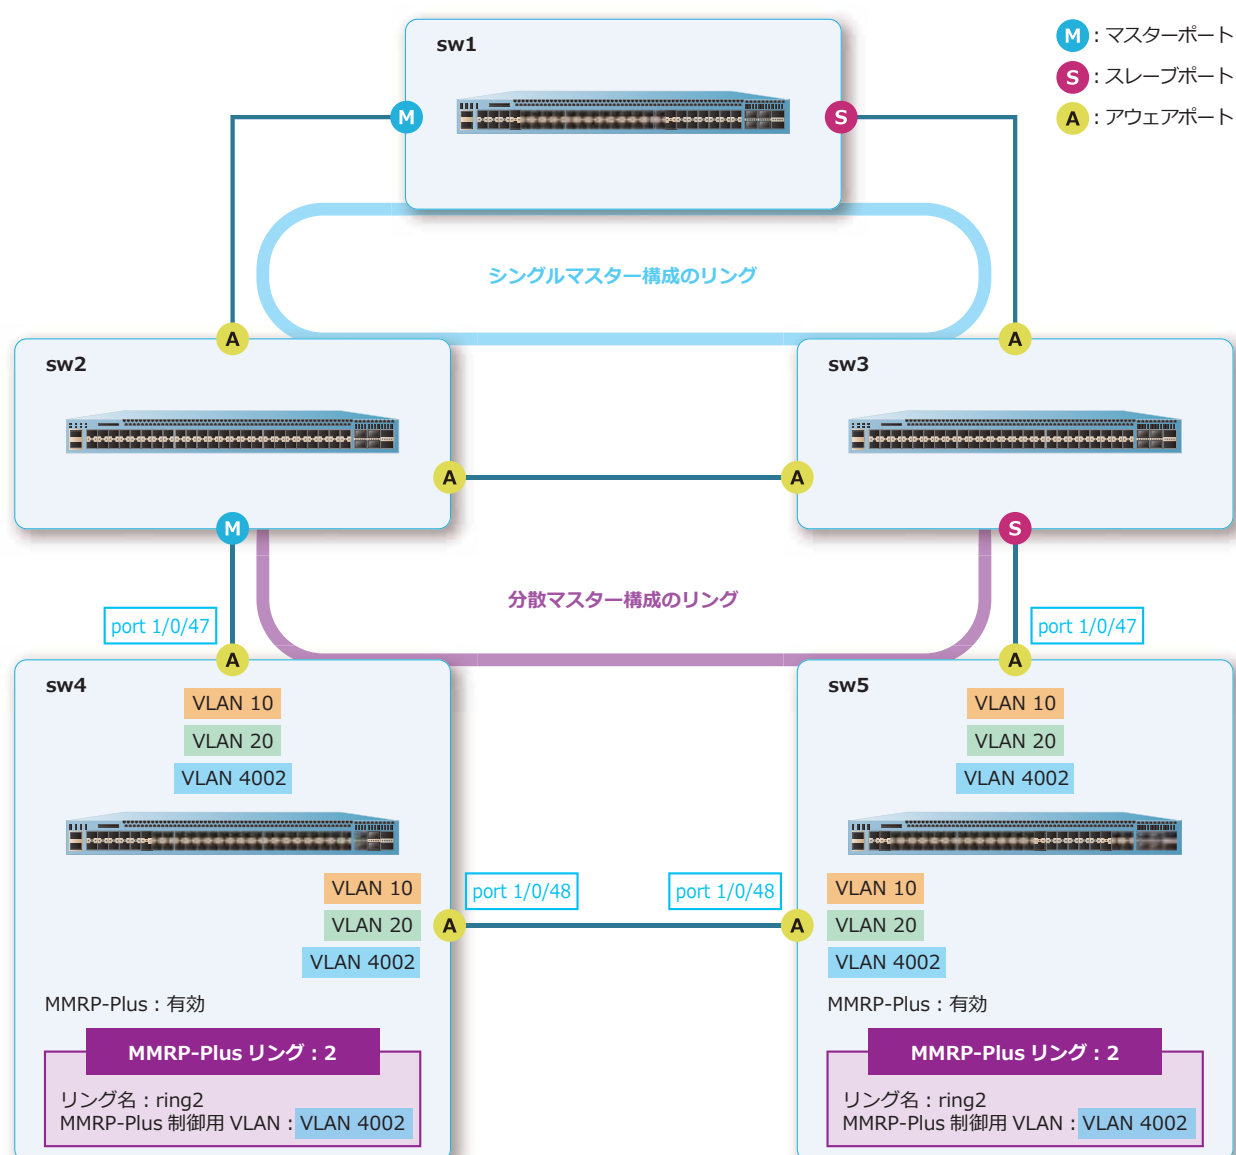 sw1
M
S
M : マスターポート
S : スレーブポート
A : アウェアポート
シングルマスター構成のリング
A
A
sw2
sw3
A
A
M
S
分散マスター構成のリング
port 1/0/47
port 1/0/47
A
A
sw4
VLAN 10
VLAN 20
VLAN 4002
VLAN 10
VLAN 20
VLAN 4002
A
port 1/0/48
MMRP-Plus : 有効
MMRP-Plus リング : 2
リング名 : ring2
MMRP-Plus 制御用 VLAN : VLAN 4002
sw5
VLAN 10
VLAN 20
VLAN 4002
port 1/0/48
A
VLAN 10
VLAN 20
VLAN 4002
MMRP-Plus : 有効
MMRP-Plus リング : 2
リング名 : ring2
MMRP-Plus 制御用 VLAN : VLAN 4002